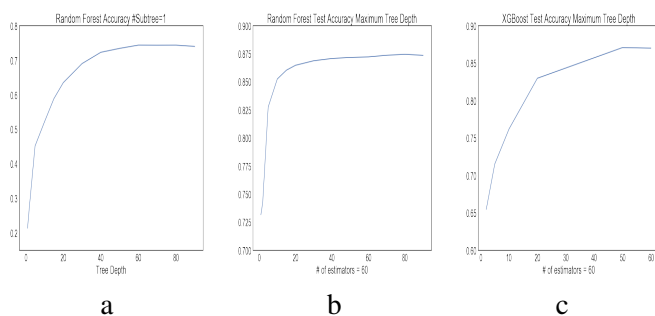 Random Forest Accuracy #Subtree=1
0.8
0.7
0.6
0.5
0.4
0.3
0.2
0 20 40 60 80
Tree Depth
a
Random Forest Test Accuracy Maximum Tree Depth
0.900
0.875
0.850
0.825
0.800
0.775
0.750
0.725
0.700
0 20 40 60 80
# of estimators = 60
b
XGBoost Test Accuracy Maximum Tree Depth
0.90
0.85
0.80
0.75
0.70
0.65
0.60
0 10 20 30 40 50 60
# of estimators = 60
c